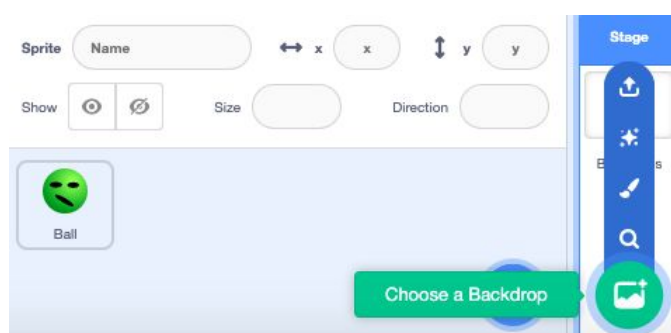 Sprite Name x x y y Stage
Show Size Direction
Ball
Choose a Backdrop